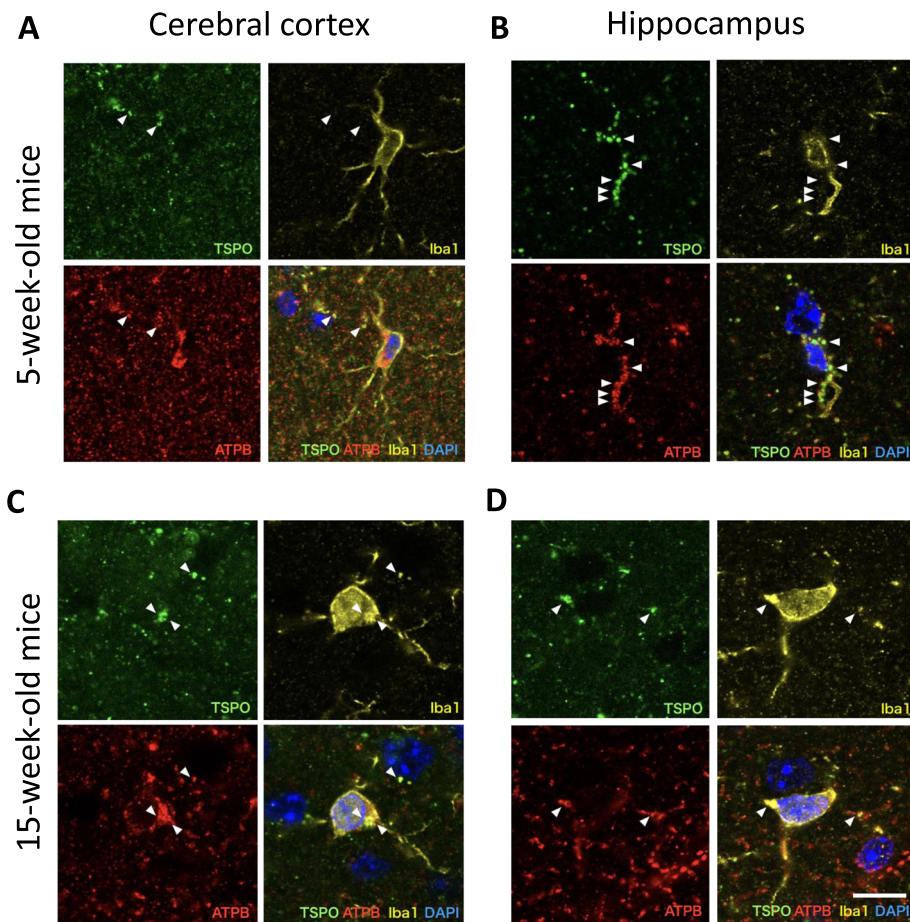 A Cerebral cortex
B Hippocampus
5-week-old mice
TSPO
Iba1
TSPO
Iba1
ATPB
TSPO ATPB Iba1 DAPI
ATPB
TSPO ATPB Iba1 DAPI
C
D
15-week-old mice
TSPO
Iba1
TSPO
Iba1
ATPB
TSPO ATPB Iba1 DAPI
ATPB
TSPO ATPB Iba1 DAPI